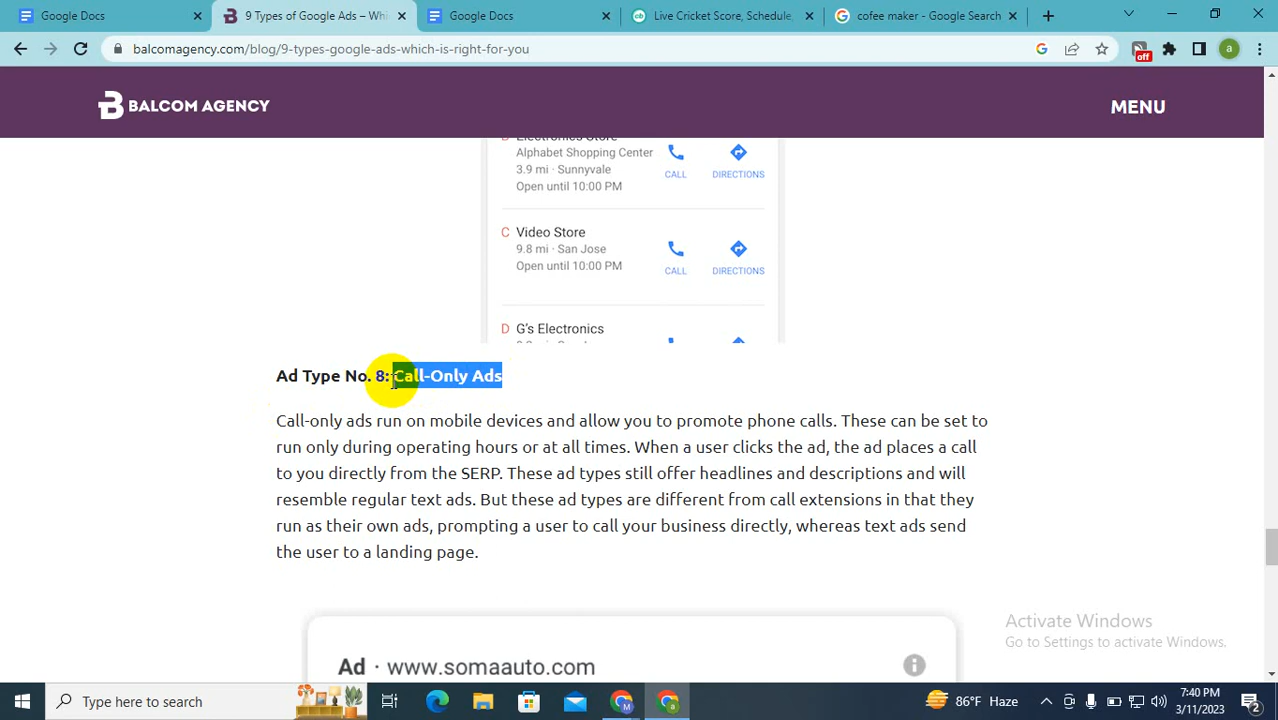 Google Docs
9 Types of Google Ads – Whi
Google Docs
Live Cricket Score, Schedule,
cofee maker - Google Search
balcomagency.com/blog/9-types-google-ads-which-is-right-for-you
off
a
BALCOM AGENCY
MENU
Alphabet Shopping Center
3.9 mi · Sunnyvale
Open until 10:00 PM
CALL
DIRECTIONS
C Video Store
9.8 mi · San Jose
Open until 10:00 PM
CALL
DIRECTIONS
D G's Electronics
Ad Type No. 8: Call-Only Ads
Call-only ads run on mobile devices and allow you to promote phone calls. These can be set to
run only during operating hours or at all times. When a user clicks the ad, the ad places a call
to you directly from the SERP. These ad types still offer headlines and descriptions and will
resemble regular text ads. But these ad types are different from call extensions in that they
run as their own ads, prompting a user to call your business directly, whereas text ads send
the user to a landing page.
Ad · www.somaauto.com
Activate Windows
Go to Settings to activate Windows.
Type here to search
86°F Haze
7:40 PM
3/11/2023
2